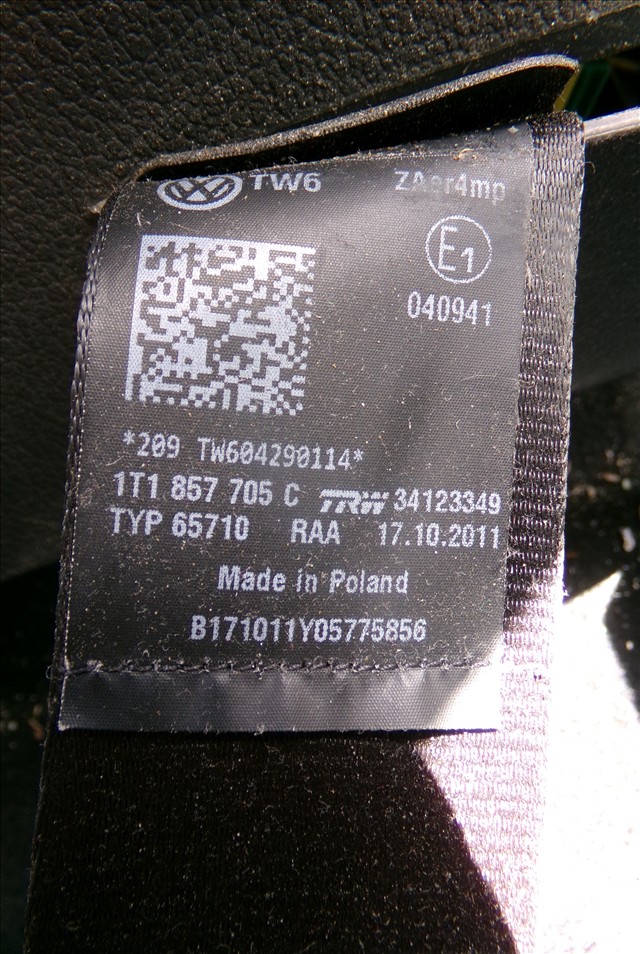 TW6 ZAer4mp
E1
040941
*209 TW604290114*
1T1 857 705 C TRW 34123349
TYP 65710 RAA 17.10.2011
Made in Poland
B171011Y05775856